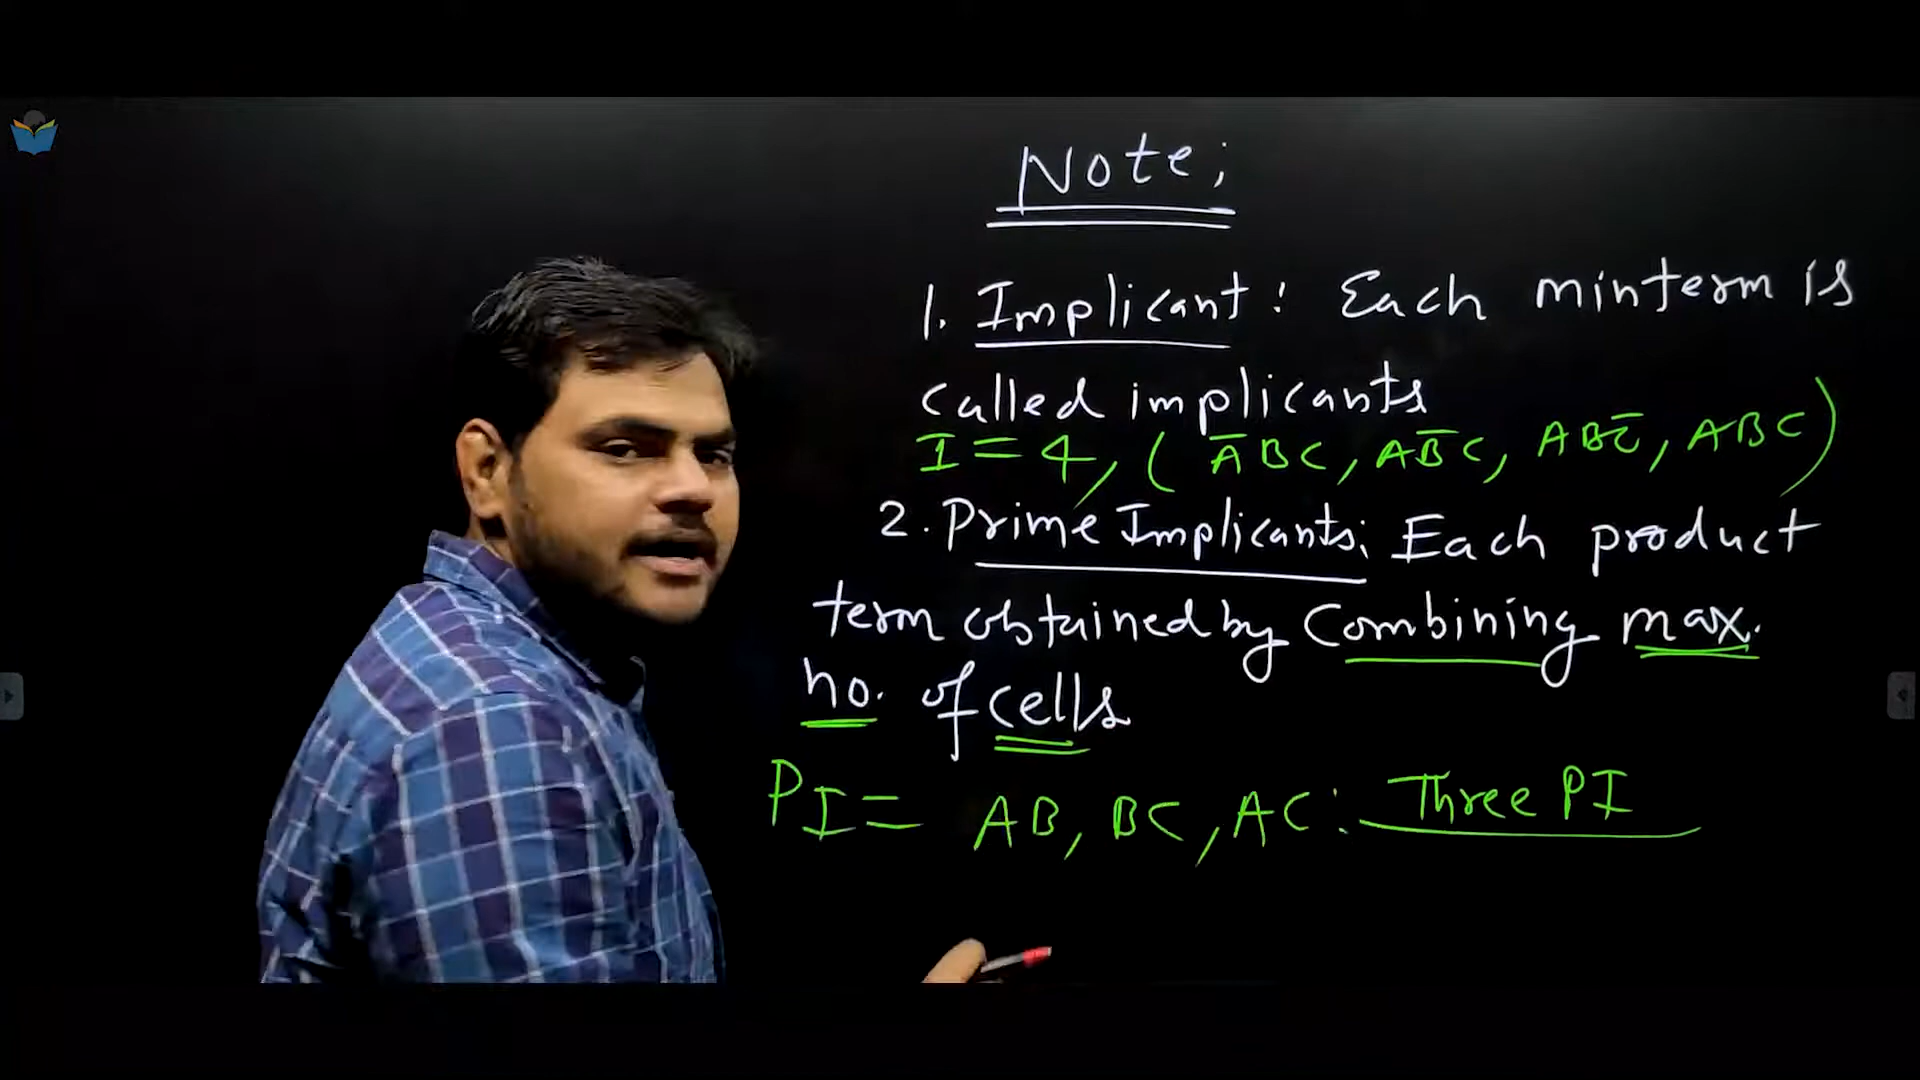 Note;
1. Implicant: Each minterm is
called implicants
I = 4, ( A̅BC, AB̅C, ABC̅, ABC )
2. Prime Implicants: Each product
term obtained by Combining max.
no. of cells
PI = AB, BC, AC: Three PI